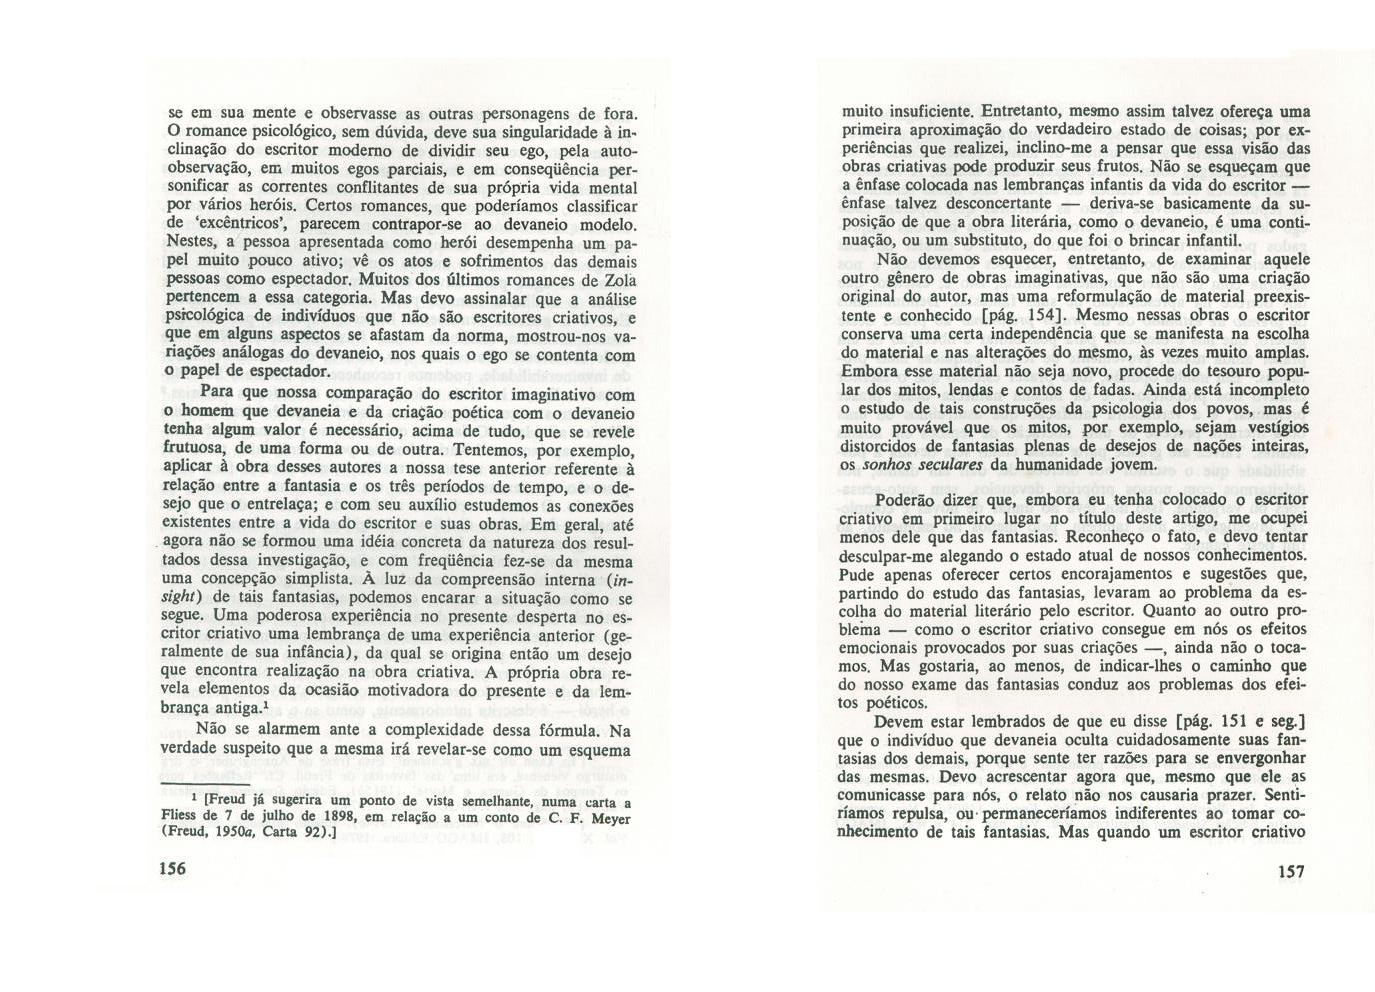 se em sua mente e observasse as outras personagens de fora.
O romance psicológico, sem dúvida, deve sua singularidade à in-
clinação do escritor moderno de dividir seu ego, pela auto-
observação, em muitos egos parciais, e em conseqüência per-
sonificar as correntes conflitantes de sua própria vida mental
por vários heróis. Certos romances, que poderíamos classificar
de ‘excêntricos’, parecem contrapor-se ao devaneio modelo.
Nestes, a pessoa apresentada como herói desempenha um pa-
pel muito pouco ativo; vê os atos e sofrimentos das demais
pessoas como espectador. Muitos dos últimos romances de Zola
pertencem a essa categoria. Mas devo assinalar que a análise
psicológica de indivíduos que não são escritores criativos, e
que em alguns aspectos se afastam da norma, mostrou-nos va-
riações análogas do devaneio, nos quais o ego se contenta com
o papel de espectador.
Para que nossa comparação do escritor imaginativo com
o homem que devaneia e da criação poética com o devaneio
tenha algum valor é necessário, acima de tudo, que se revele
frutuosa, de uma forma ou de outra. Tentemos, por exemplo,
aplicar à obra desses autores a nossa tese anterior referente à
relação entre a fantasia e os três períodos de tempo, e o de-
sejo que o entrelaça; e com seu auxílio estudemos as conexões
existentes entre a vida do escritor e suas obras. Em geral, até
agora não se formou uma idéia concreta da natureza dos resul-
tados dessa investigação, e com freqüência fez-se da mesma
uma concepção simplista. À luz da compreensão interna (in-
sight) de tais fantasias, podemos encarar a situação como se
segue. Uma poderosa experiência no presente desperta no es-
critor criativo uma lembrança de uma experiência anterior (ge-
ralmente de sua infância), da qual se origina então um desejo
que encontra realização na obra criativa. A própria obra re-
vela elementos da ocasião motivadora do presente e da lem-
brança antiga.¹
Não se alarmem ante a complexidade dessa fórmula. Na
verdade suspeito que a mesma irá revelar-se como um esquema
¹ [Freud já sugerira um ponto de vista semelhante, numa carta a
Fliess de 7 de julho de 1898, em relação a um conto de C. F. Meyer
(Freud, 1950a, Carta 92).]
156
muito insuficiente. Entretanto, mesmo assim talvez ofereça uma
primeira aproximação do verdadeiro estado de coisas; por ex-
periências que realizei, inclino-me a pensar que essa visão das
obras criativas pode produzir seus frutos. Não se esqueçam que
a ênfase colocada nas lembranças infantis da vida do escritor —
ênfase talvez desconcertante — deriva-se basicamente da su-
posição de que a obra literária, como o devaneio, é uma conti-
nuação, ou um substituto, do que foi o brincar infantil.
Não devemos esquecer, entretanto, de examinar aquele
outro gênero de obras imaginativas, que não são uma criação
original do autor, mas uma reformulação de material preexis-
tente e conhecido [pág. 154]. Mesmo nessas obras o escritor
conserva uma certa independência que se manifesta na escolha
do material e nas alterações do mesmo, às vezes muito amplas.
Embora esse material não seja novo, procede do tesouro popu-
lar dos mitos, lendas e contos de fadas. Ainda está incompleto
o estudo de tais construções da psicologia dos povos, mas é
muito provável que os mitos, por exemplo, sejam vestígios
distorcidos de fantasias plenas de desejos de nações inteiras,
os sonhos seculares da humanidade jovem.
Poderão dizer que, embora eu tenha colocado o escritor
criativo em primeiro lugar no título deste artigo, me ocupei
menos dele que das fantasias. Reconheço o fato, e devo tentar
desculpar-me alegando o estado atual de nossos conhecimentos.
Pude apenas oferecer certos encorajamentos e sugestões que,
partindo do estudo das fantasias, levaram ao problema da es-
colha do material literário pelo escritor. Quanto ao outro pro-
blema — como o escritor criativo consegue em nós os efeitos
emocionais provocados por suas criações —, ainda não o toca-
mos. Mas gostaria, ao menos, de indicar-lhes o caminho que
do nosso exame das fantasias conduz aos problemas dos efei-
tos poéticos.
Devem estar lembrados de que eu disse [pág. 151 e seg.]
que o indivíduo que devaneia oculta cuidadosamente suas fan-
tasias dos demais, porque sente ter razões para se envergonhar
das mesmas. Devo acrescentar agora que, mesmo que ele as
comunicasse para nós, o relato não nos causaria prazer. Senti-
ríamos repulsa, ou permaneceríamos indiferentes ao tomar co-
nhecimento de tais fantasias. Mas quando um escritor criativo
157